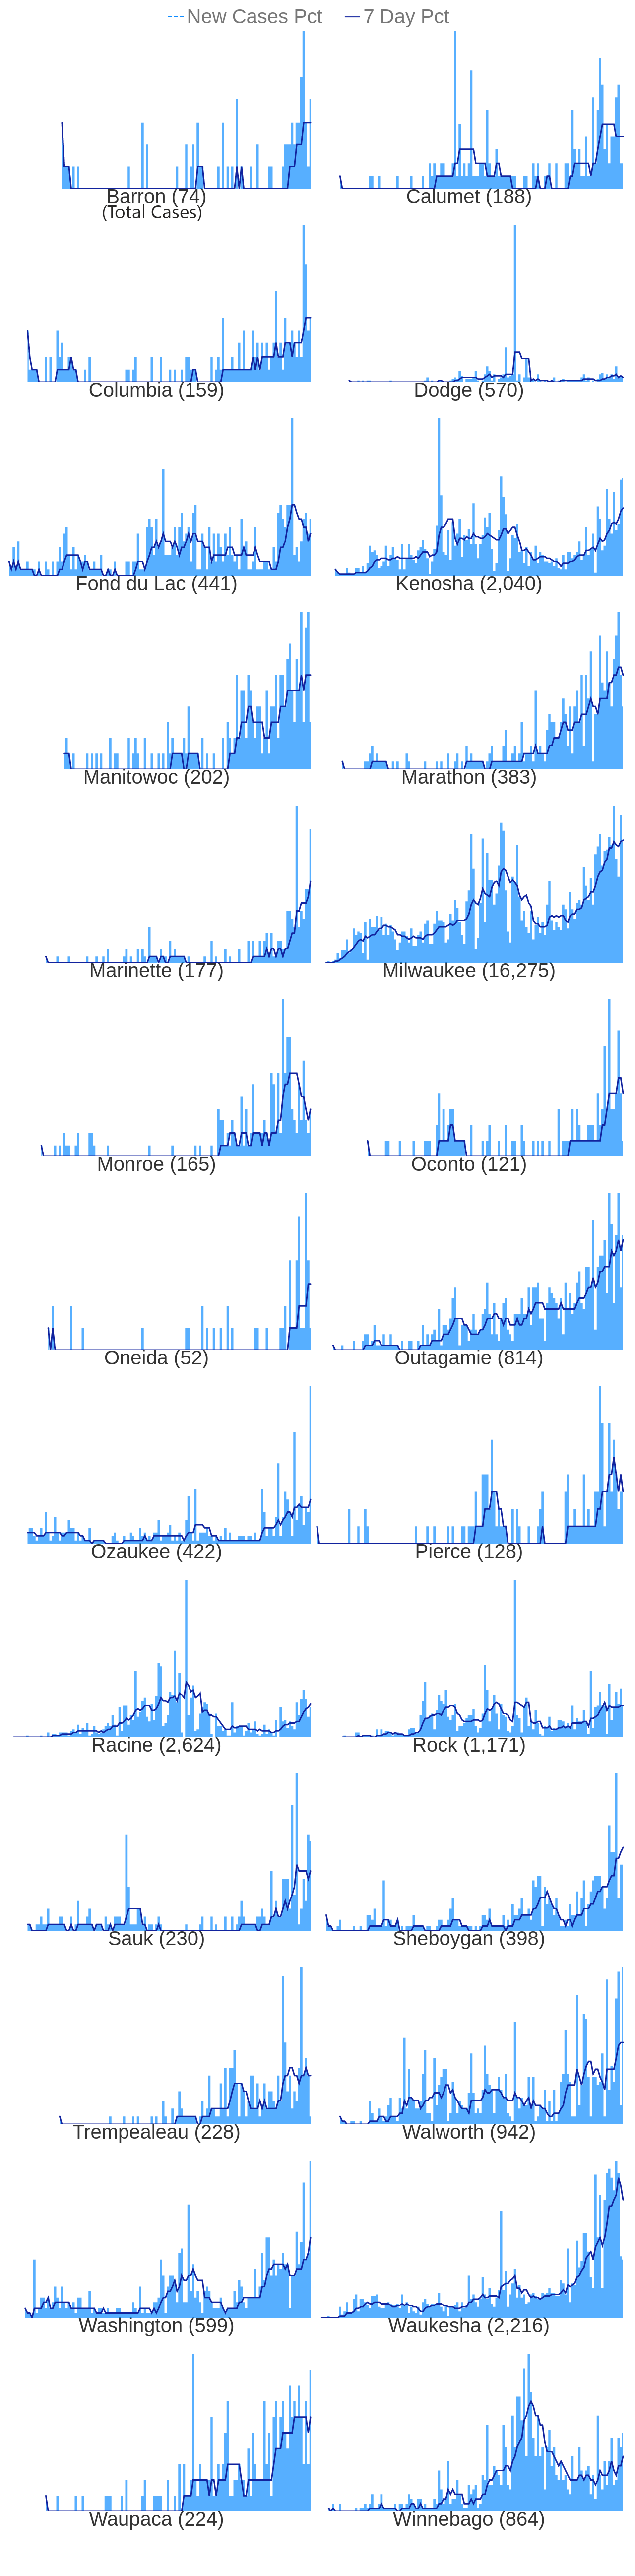 New Cases Pct 7 Day Pct
Barron (74) Calumet (188)
(Total Cases)
Columbia (159) Dodge (570)
Fond du Lac (441) Kenosha (2,040)
Manitowoc (202) Marathon (383)
Marinette (177) Milwaukee (16,275)
Monroe (165) Oconto (121)
Oneida (52) Outagamie (814)
Ozaukee (422) Pierce (128)
Racine (2,624) Rock (1,171)
Sauk (230) Sheboygan (398)
Trempealeau (228) Walworth (942)
Washington (599) Waukesha (2,216)
Waupaca (224) Winnebago (864)